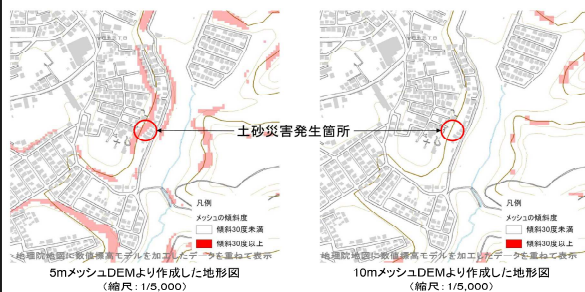 土砂災害発生箇所
凡例
メッシュの傾斜度
傾斜30度未満
傾斜30度以上
地理院地図に数値標高モデルを加工したデータを重ねて表示
5mメッシュDEMより作成した地形図
(縮尺:1/5,000)
凡例
メッシュの傾斜度
傾斜30度未満
傾斜30度以上
地理院地図に数値標高モデルを加工したデータを重ねて表示
10mメッシュDEMより作成した地形図
(縮尺:1/5,000)